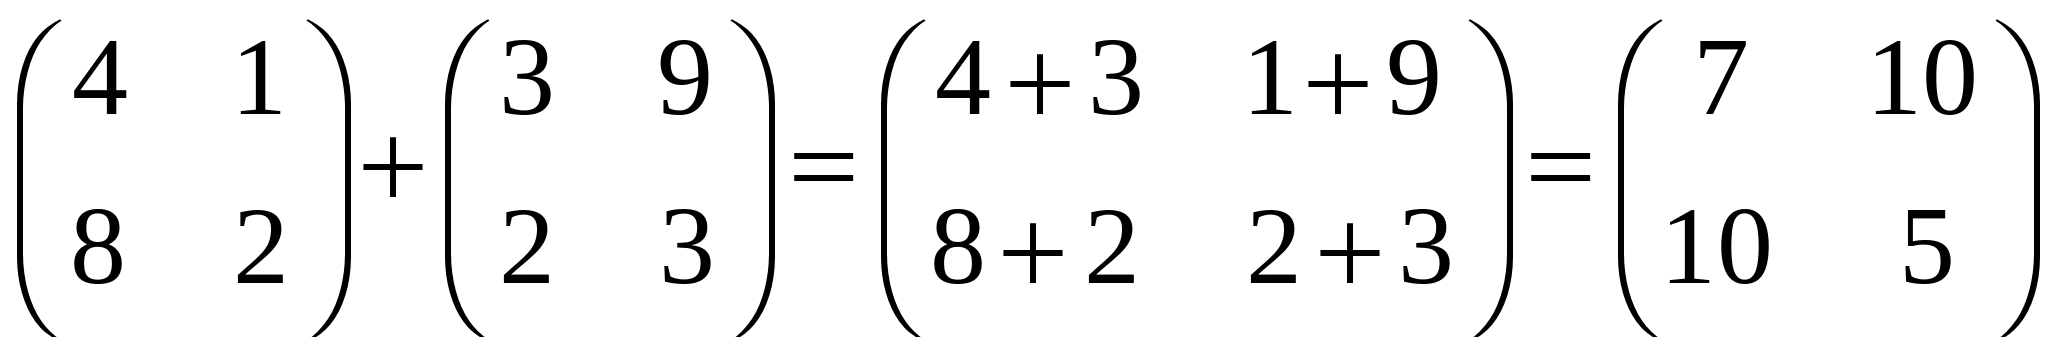 ( 4 1 ) + ( 3 9 ) = ( 4+3 1+9 ) = ( 7 10 )
( 8 2 ) ( 2 3 ) ( 8+2 2+3 ) ( 10 5 )